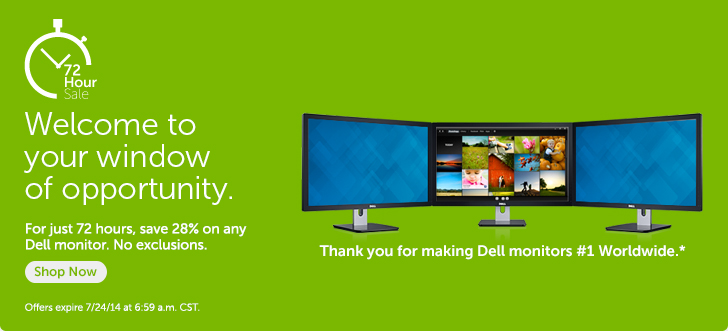 72
Hour
Sale
Welcome to
your window
of opportunity.
For just 72 hours, save 28% on any
Dell monitor. No exclusions.
Shop Now
Offers expire 7/24/14 at 6:59 a.m. CST.
Thank you for making Dell monitors #1 Worldwide.*